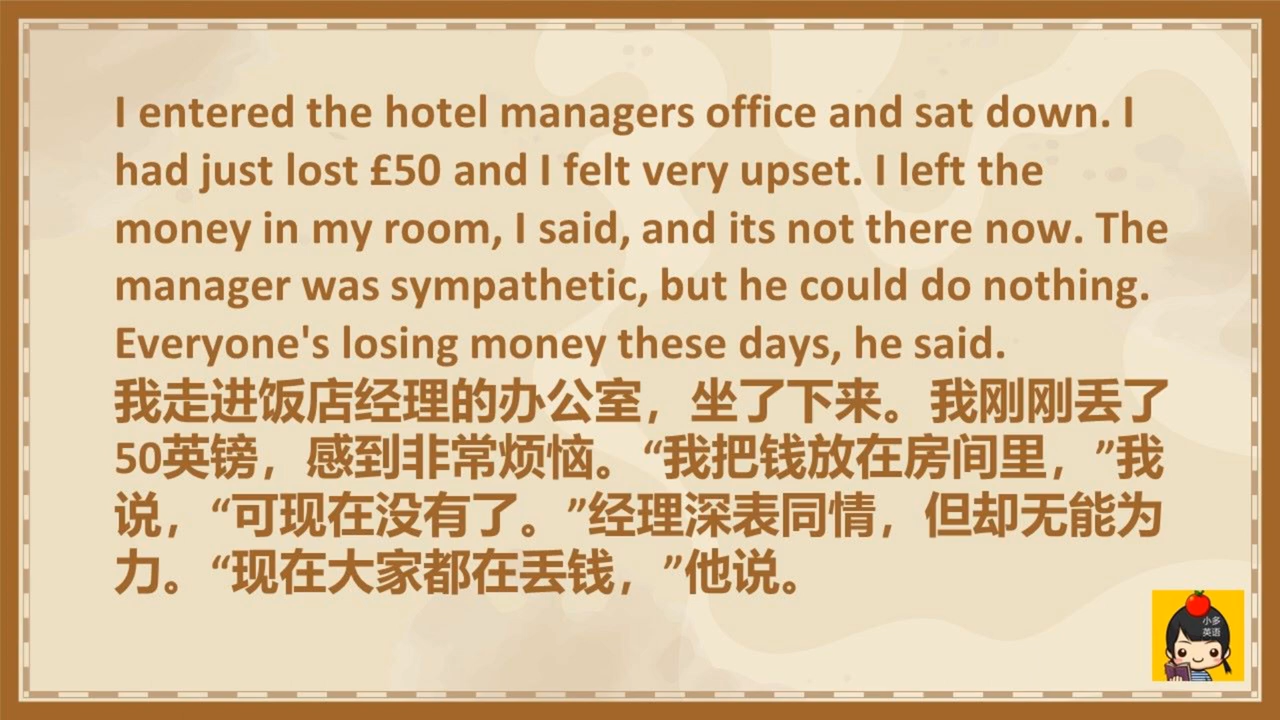 I entered the hotel managers office and sat down. I
had just lost £50 and I felt very upset. I left the
money in my room, I said, and its not there now. The
manager was sympathetic, but he could do nothing.
Everyone's losing money these days, he said.
我走进饭店经理的办公室，坐了下来。我刚刚丢了
50英镑，感到非常烦恼。“我把钱放在房间里，”我
说，“可现在没有了。”经理深表同情，但却无能为
力。“现在大家都在丢钱，”他说。
小多
英语